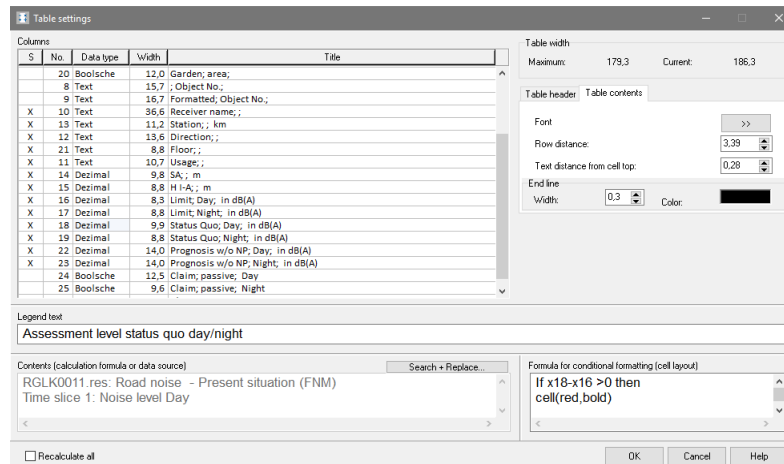 Table settings
Columns
S No. Data type Width Title
20 Boolsche 12,0 Garden; area;
8 Text 15,7 ; Object No.;
9 Text 16,7 Formatted; Object No.;
X 10 Text 36,6 Receiver name; ;
X 13 Text 11,2 Station; ; km
X 12 Text 13,6 Direction; ;
X 21 Text 8,8 Floor; ;
X 11 Text 10,7 Usage; ;
X 14 Dezimal 9,8 SA; ; m
X 15 Dezimal 8,8 H I-A; ; m
X 16 Dezimal 8,3 Limit; Day; in dB(A)
X 17 Dezimal 8,8 Limit; Night; in dB(A)
X 18 Dezimal 9,9 Status Quo; Day; in dB(A)
X 19 Dezimal 8,8 Status Quo; Night; in dB(A)
X 22 Dezimal 14,0 Prognosis w/o NP; Day; in dB(A)
X 23 Dezimal 14,0 Prognosis w/o NP; Night; in dB(A)
24 Boolsche 12,5 Claim; passive; Day
25 Boolsche 9,6 Claim; passive; Night
Table width
Maximum: 179,3 Current: 186,3
Table header Table contents
Font >>
Row distance: 3,39
Text distance from cell top: 0,28
End line
Width: 0,3 Color:
Legend text
Assessment level status quo day/night
Contents (calculation formula or data source) Search + Replace...
RGLK0011.res: Road noise - Present situation (FNM)
Time slice 1: Noise level Day
Formula for conditional formatting (cell layout)
If x18-x16 >0 then
cell(red,bold)
Recalculate all
OK Cancel Help